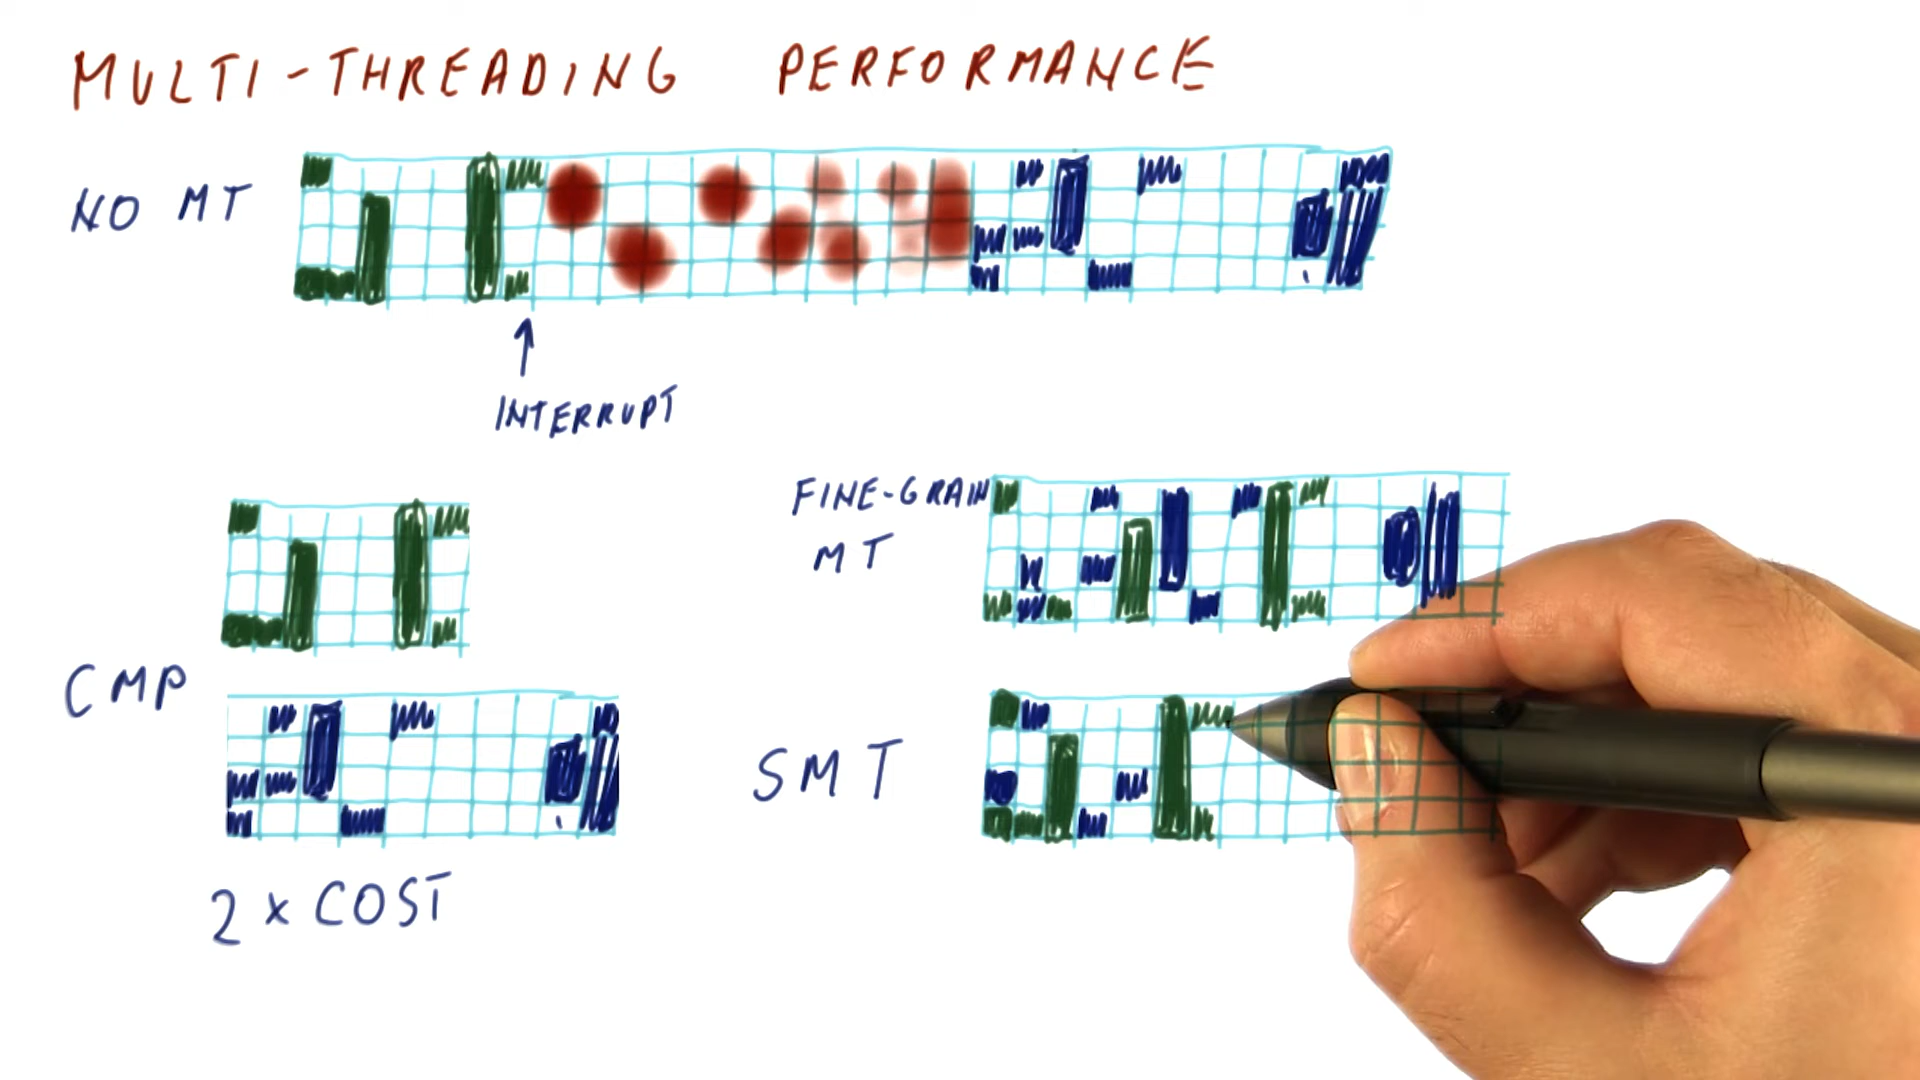 MULTI-THREADING PERFORMANCE
NO MT
INTERRUPT
FINE-GRAIN
MT
CMP
SMT
2 x COST